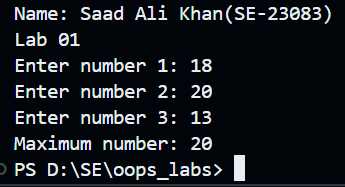 Name: Saad Ali Khan(SE-23083)
Lab 01
Enter number 1: 18
Enter number 2: 20
Enter number 3: 13
Maximum number: 20
PS D:\SE\oops_labs>